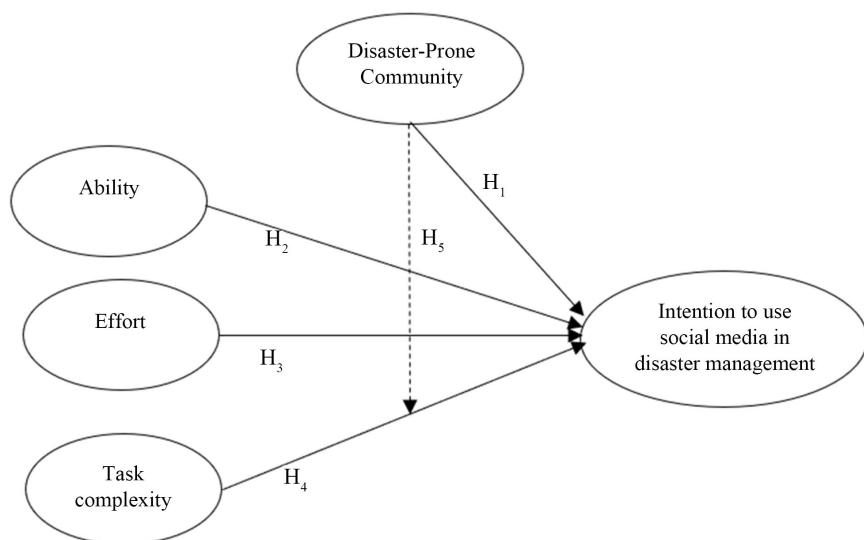 Disaster-Prone
Community
Ability
H1
H2
H5
Effort
Intention to use
social media in
disaster management
H3
Task
complexity
H4